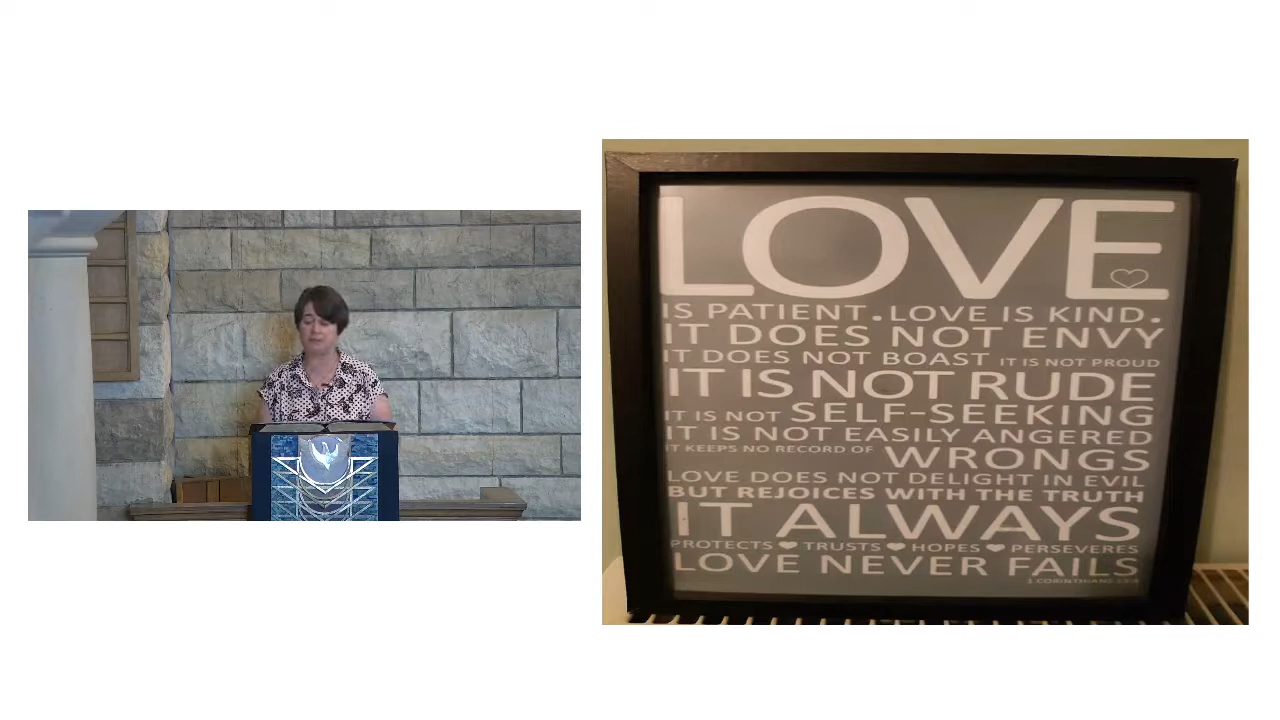 LOVE
IS PATIENT. LOVE IS KIND.
IT DOES NOT ENVY
IT DOES NOT BOAST IT IS NOT PROUD
IT IS NOT RUDE
IT IS NOT SELF-SEEKING
IT IS NOT EASILY ANGERED
IT KEEPS NO RECORD OF WRONGS
LOVE DOES NOT DELIGHT IN EVIL
BUT REJOICES WITH THE TRUTH
IT ALWAYS
PROTECTS ♥ TRUSTS ♥ HOPES ♥ PERSEVERES
LOVE NEVER FAILS
1 CORINTHIANS